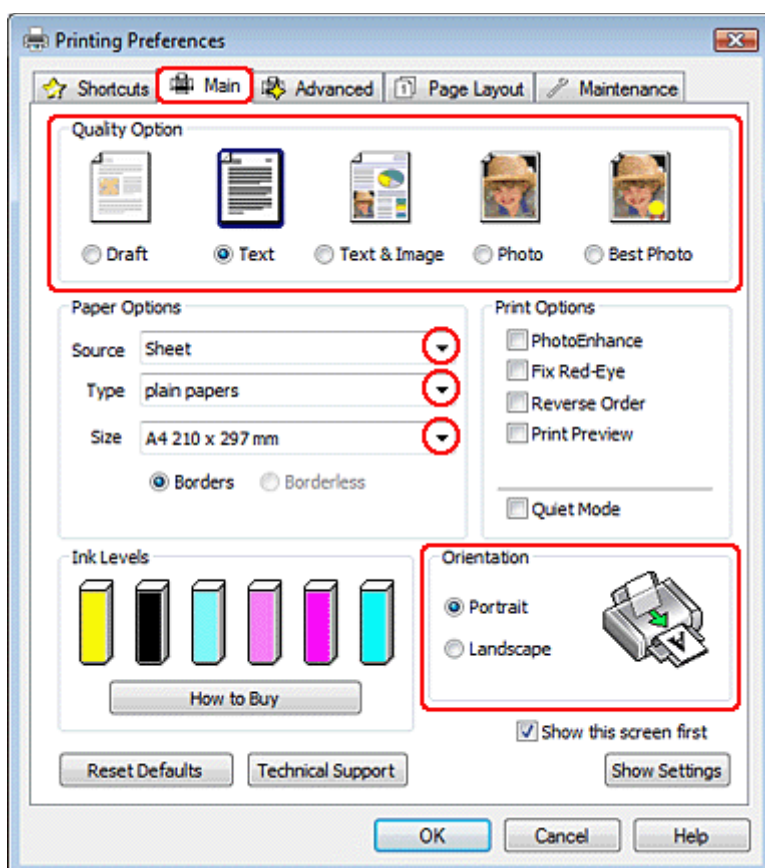 Printing Preferences
Shortcuts Main Advanced 1 Page Layout Maintenance
Quality Option
Draft Text Text & Image Photo Best Photo
Paper Options
Source Sheet
Type plain papers
Size A4 210 x 297 mm
Borders Borderless
Print Options
PhotoEnhance
Fix Red-Eye
Reverse Order
Print Preview
Quiet Mode
Ink Levels
How to Buy
Orientation
Portrait
Landscape
A
Show this screen first
Reset Defaults Technical Support Show Settings
OK Cancel Help